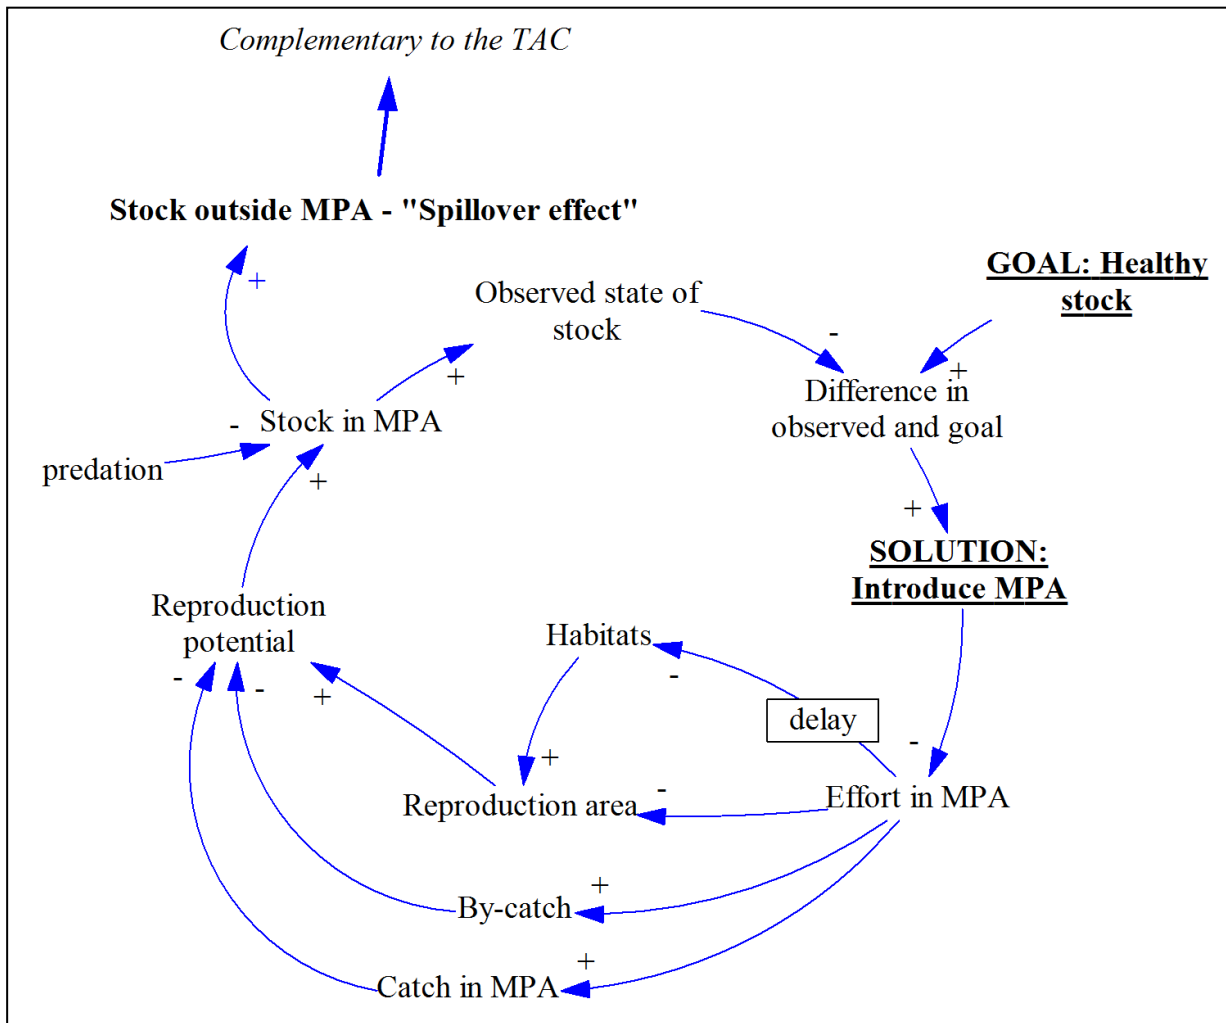 Complementary to the TAC
Stock outside MPA - "Spillover effect"
+
GOAL: Healthy
stock
Observed state of
stock
-
+
+
Difference in
observed and goal
Stock in MPA
-
predation
+
+
SOLUTION:
Introduce MPA
Reproduction
potential
Habitats
-
-
+
-
delay
-
+
-
Reproduction area
Effort in MPA
+
By-catch
+
Catch in MPA